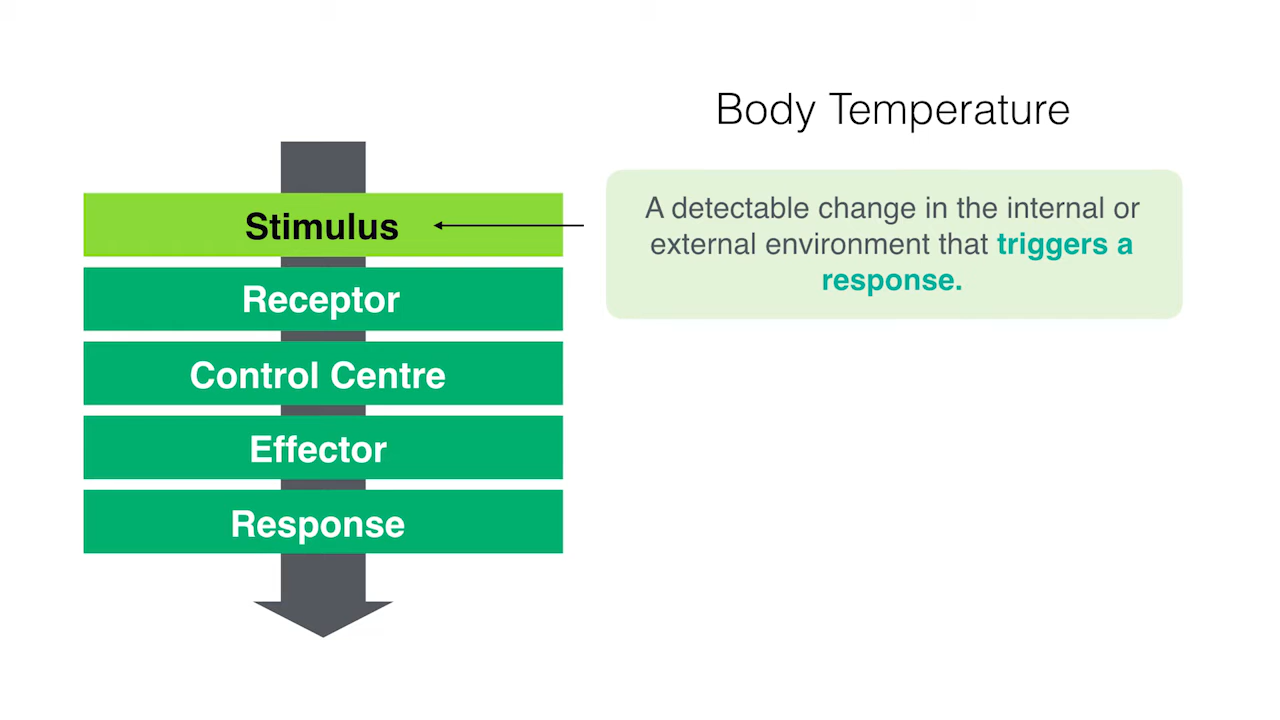 Body Temperature
Stimulus
A detectable change in the internal or
external environment that triggers a
response.
Receptor
Control Centre
Effector
Response